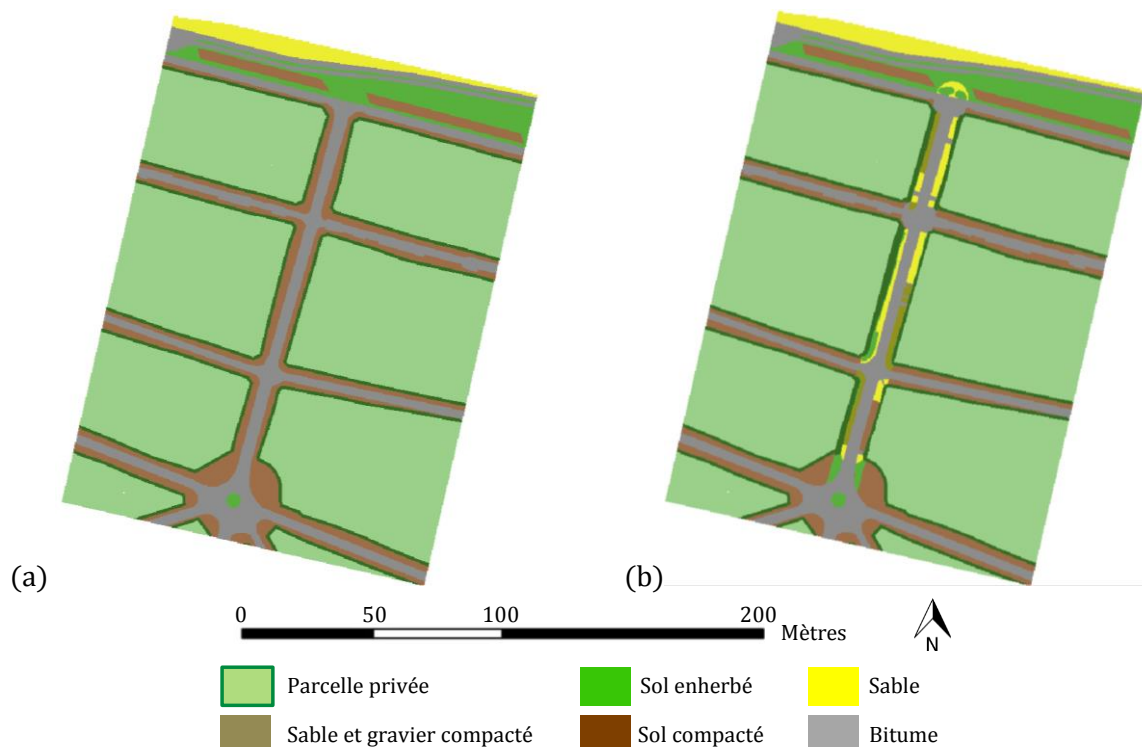 (a)
(b)
0 50 100 200 Mètres
N
Parcelle privée Sol enherbé Sable
Sable et gravier compacté Sol compacté Bitume